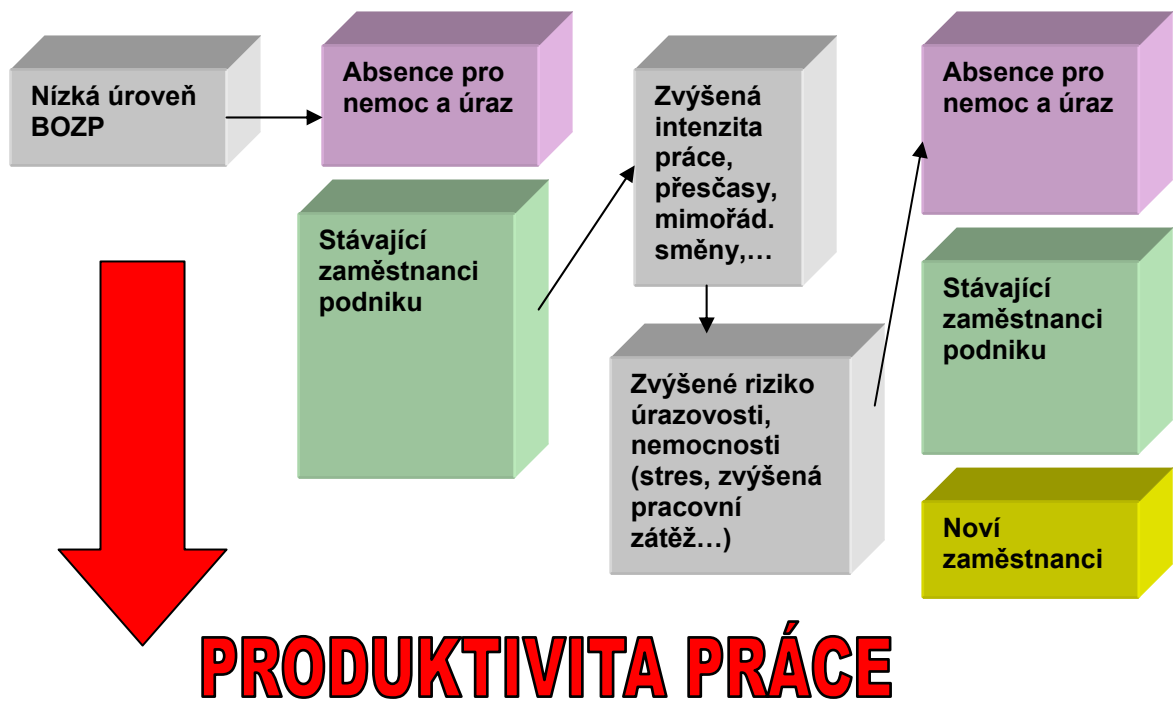 Nízká úroveň
BOZP
Absence pro
nemoc a úraz
Stávající
zaměstnanci
podniku
Zvýšená
intenzita
práce,
přesčasy,
mimořád.
směny,…
Zvýšené riziko
úrazovosti,
nemocnosti
(stres, zvýšená
pracovní
zátěž…)
Absence pro
nemoc a úraz
Stávající
zaměstnanci
podniku
Noví
zaměstnanci
PRODUKTIVITA PRÁCE